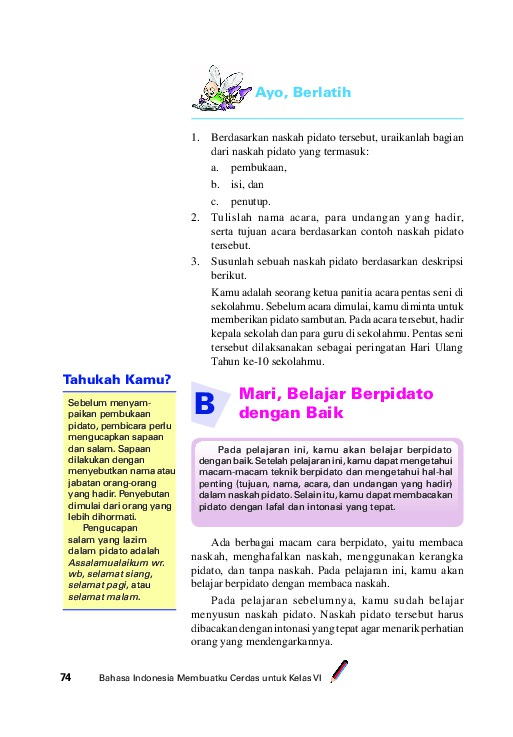 Ayo, Berlatih
1. Berdasarkan naskah pidato tersebut, uraikanlah bagian
dari naskah pidato yang termasuk:
a. pembukaan,
b. isi, dan
c. penutup.
2. Tulislah nama acara, para undangan yang hadir,
serta tujuan acara berdasarkan contoh naskah pidato
tersebut.
3. Susunlah sebuah naskah pidato berdasarkan deskripsi
berikut.
Kamu adalah seorang ketua panitia acara pentas seni di
sekolahmu. Sebelum acara dimulai, kamu diminta untuk
memberikan pidato sambutan. Pada acara tersebut, hadir
kepala sekolah dan para guru di sekolahmu. Pentas seni
tersebut dilaksanakan sebagai peringatan Hari Ulang
Tahun ke-10 sekolahmu.
Tahukah Kamu?
Sebelum menyam-
paikan pembukaan
pidato, pembicara perlu
mengucapkan sapaan
dan salam. Sapaan
dilakukan dengan
menyebutkan nama atau
jabatan orang-orang
yang hadir. Penyebutan
dimulai dari orang yang
lebih dihormati.
Pengucapan
salam yang lazim
dalam pidato adalah
Assalamualaikum wr.
wb, selamat siang,
selamat pagi, atau
selamat malam.
B
Mari, Belajar Berpidato
dengan Baik
Pada pelajaran ini, kamu akan belajar berpidato
dengan baik. Setelah pelajaran ini, kamu dapat mengetahui
macam-macam teknik berpidato dan mengetahui hal-hal
penting (tujuan, nama, acara, dan undangan yang hadir)
dalam naskah pidato. Selain itu, kamu dapat membacakan
pidato dengan lafal dan intonasi yang tepat.
Ada berbagai macam cara berpidato, yaitu membaca
naskah, menghafalkan naskah, menggunakan kerangka
pidato, dan tanpa naskah. Pada pelajaran ini, kamu akan
belajar berpidato dengan membaca naskah.
Pada pelajaran sebelumnya, kamu sudah belajar
menyusun naskah pidato. Naskah pidato tersebut harus
dibacakan dengan intonasi yang tepat agar menarik perhatian
orang yang mendengarkannya.
74 Bahasa Indonesia Membuatku Cerdas untuk Kelas VI